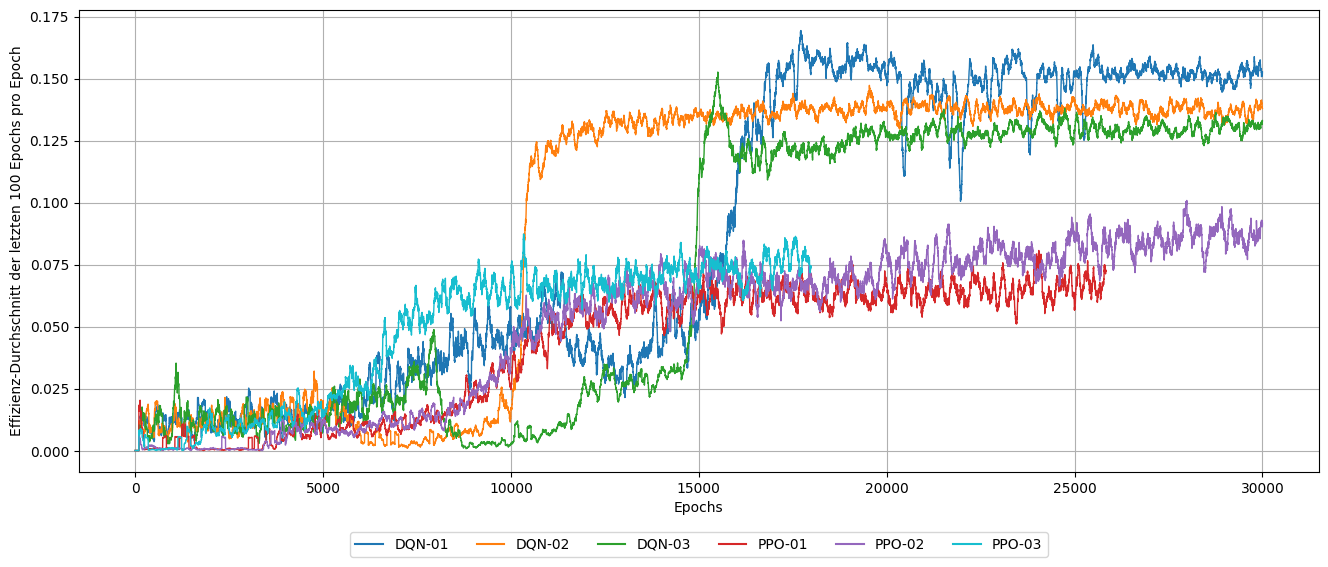 Effizienz-Durchschnitt der letzten 100 Epochs pro Epoch
0.175
0.150
0.125
0.100
0.075
0.050
0.025
0.000
0 5000 10000 15000 20000 25000 30000
Epochs
DQN-01 DQN-02 DQN-03 PPO-01 PPO-02 PPO-03